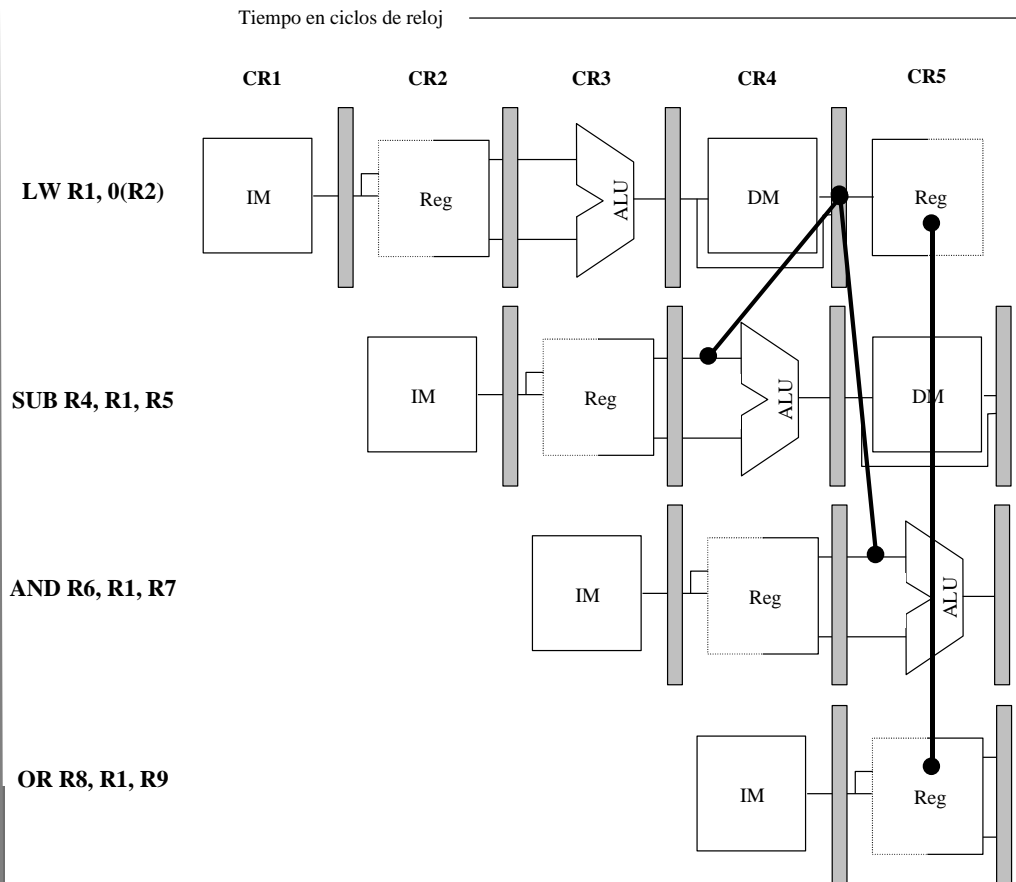 Tiempo en ciclos de reloj
CR1 CR2 CR3 CR4 CR5
LW R1, 0(R2)
IM Reg ALU DM Reg
SUB R4, R1, R5
IM Reg ALU DM
AND R6, R1, R7
IM Reg ALU
OR R8, R1, R9
IM Reg